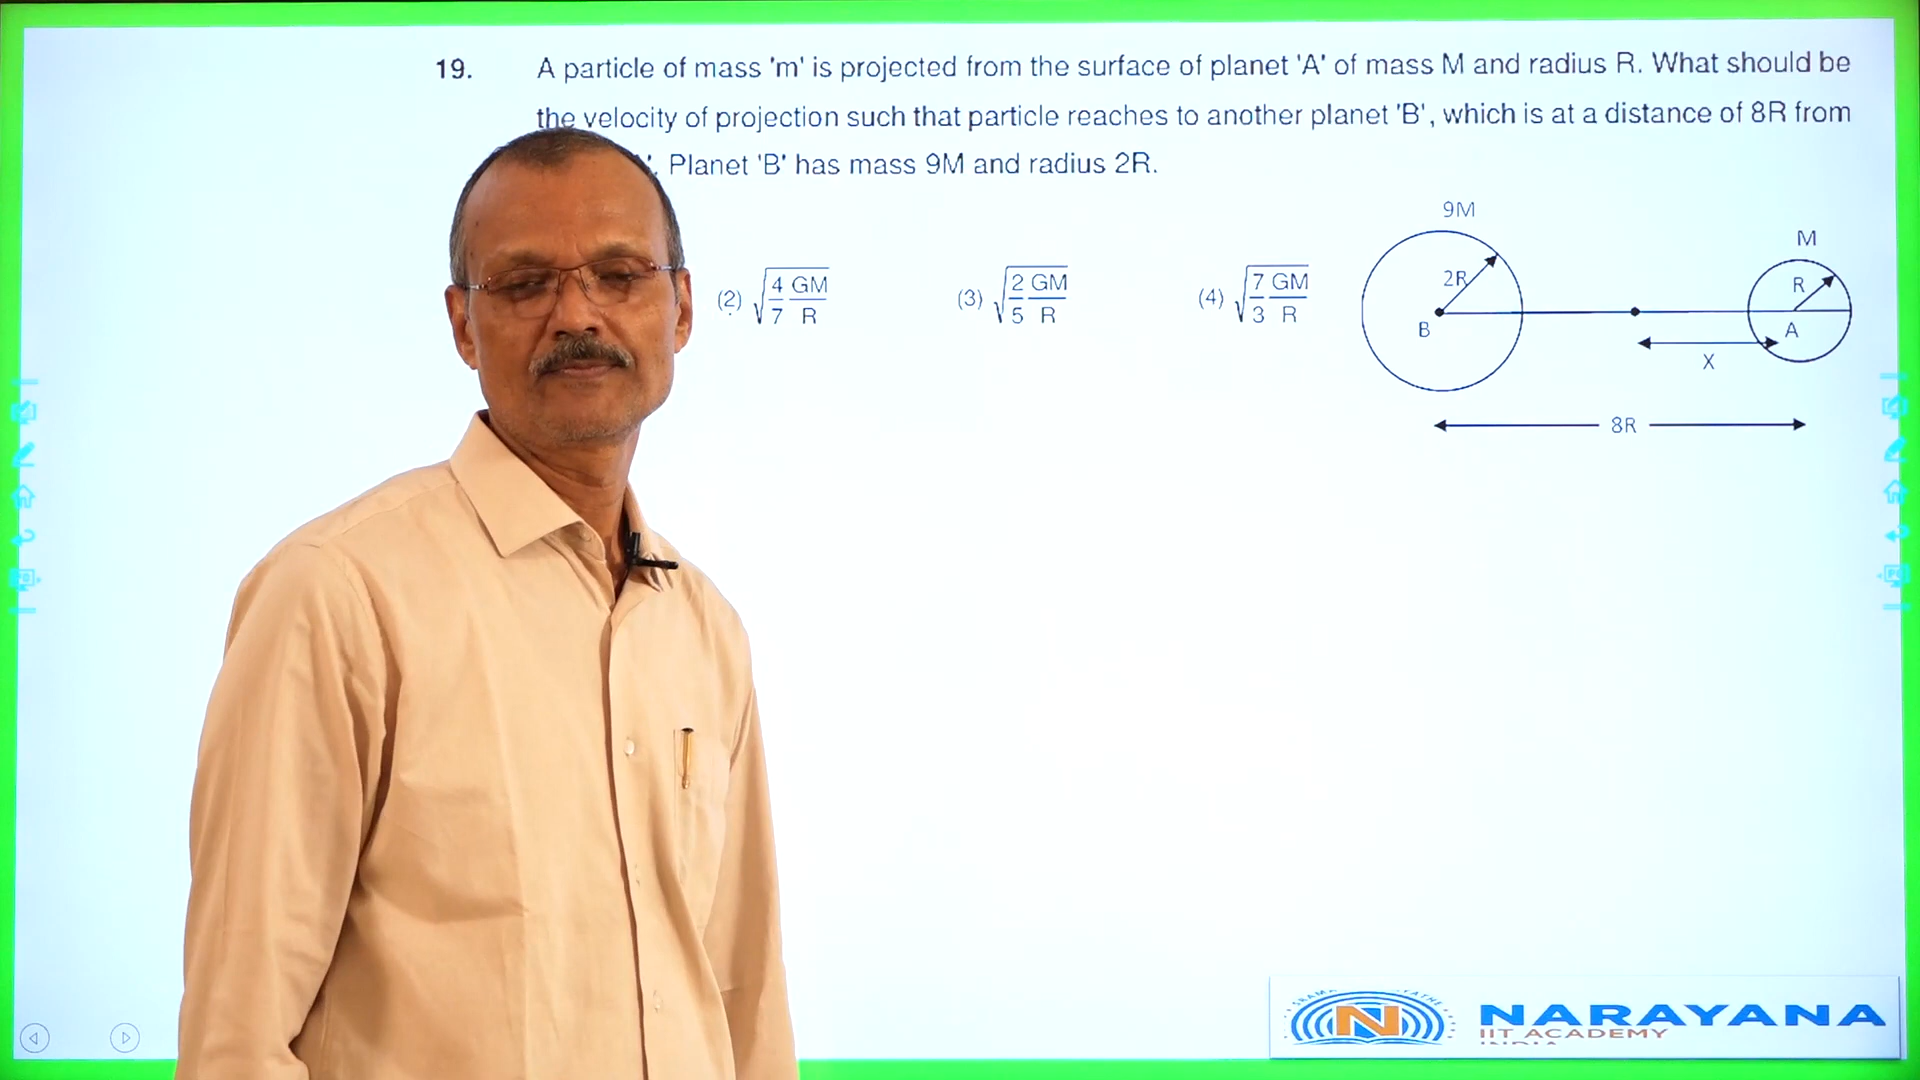 19. A particle of mass 'm' is projected from the surface of planet 'A' of mass M and radius R. What should be
the velocity of projection such that particle reaches to another planet 'B', which is at a distance of 8R from
Planet 'B' has mass 9M and radius 2R.
(2) √(4/7 GM/R) (3) √(2/5 GM/R) (4) √(7/3 GM/R)
9M
M
2R
R
B
A
X
8R
N NARAYANA
IIT ACADEMY